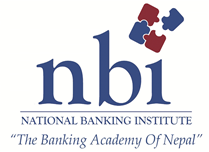 nbi
NATIONAL BANKING INSTITUTE
"The Banking Academy Of Nepal"